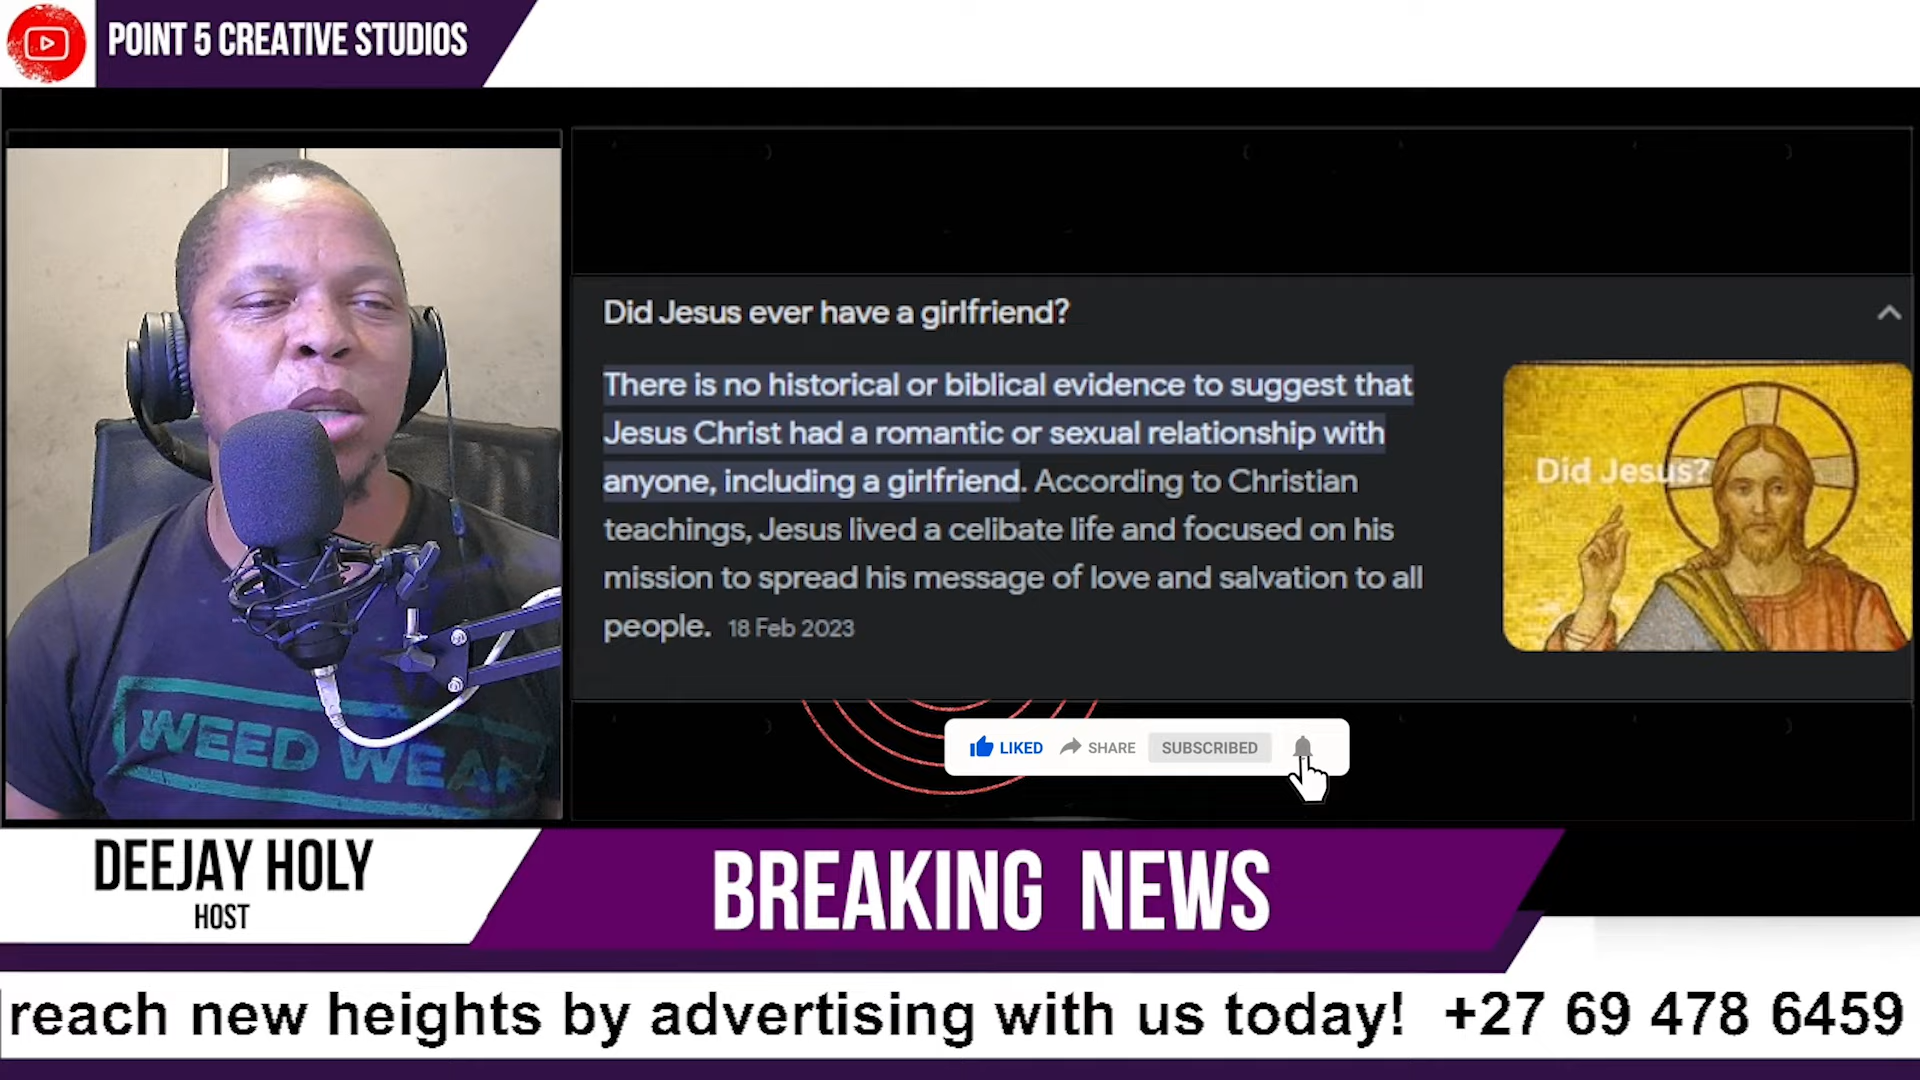 POINT 5 CREATIVE STUDIOS
Did Jesus ever have a girlfriend?
There is no historical or biblical evidence to suggest that
Jesus Christ had a romantic or sexual relationship with
anyone, including a girlfriend. According to Christian
teachings, Jesus lived a celibate life and focused on his
mission to spread his message of love and salvation to all
people. 18 Feb 2023
Did Jesus?
WEED WEAR
LIKED SHARE SUBSCRIBED
DEEJAY HOLY
HOST
BREAKING NEWS
reach new heights by advertising with us today! +27 69 478 6459